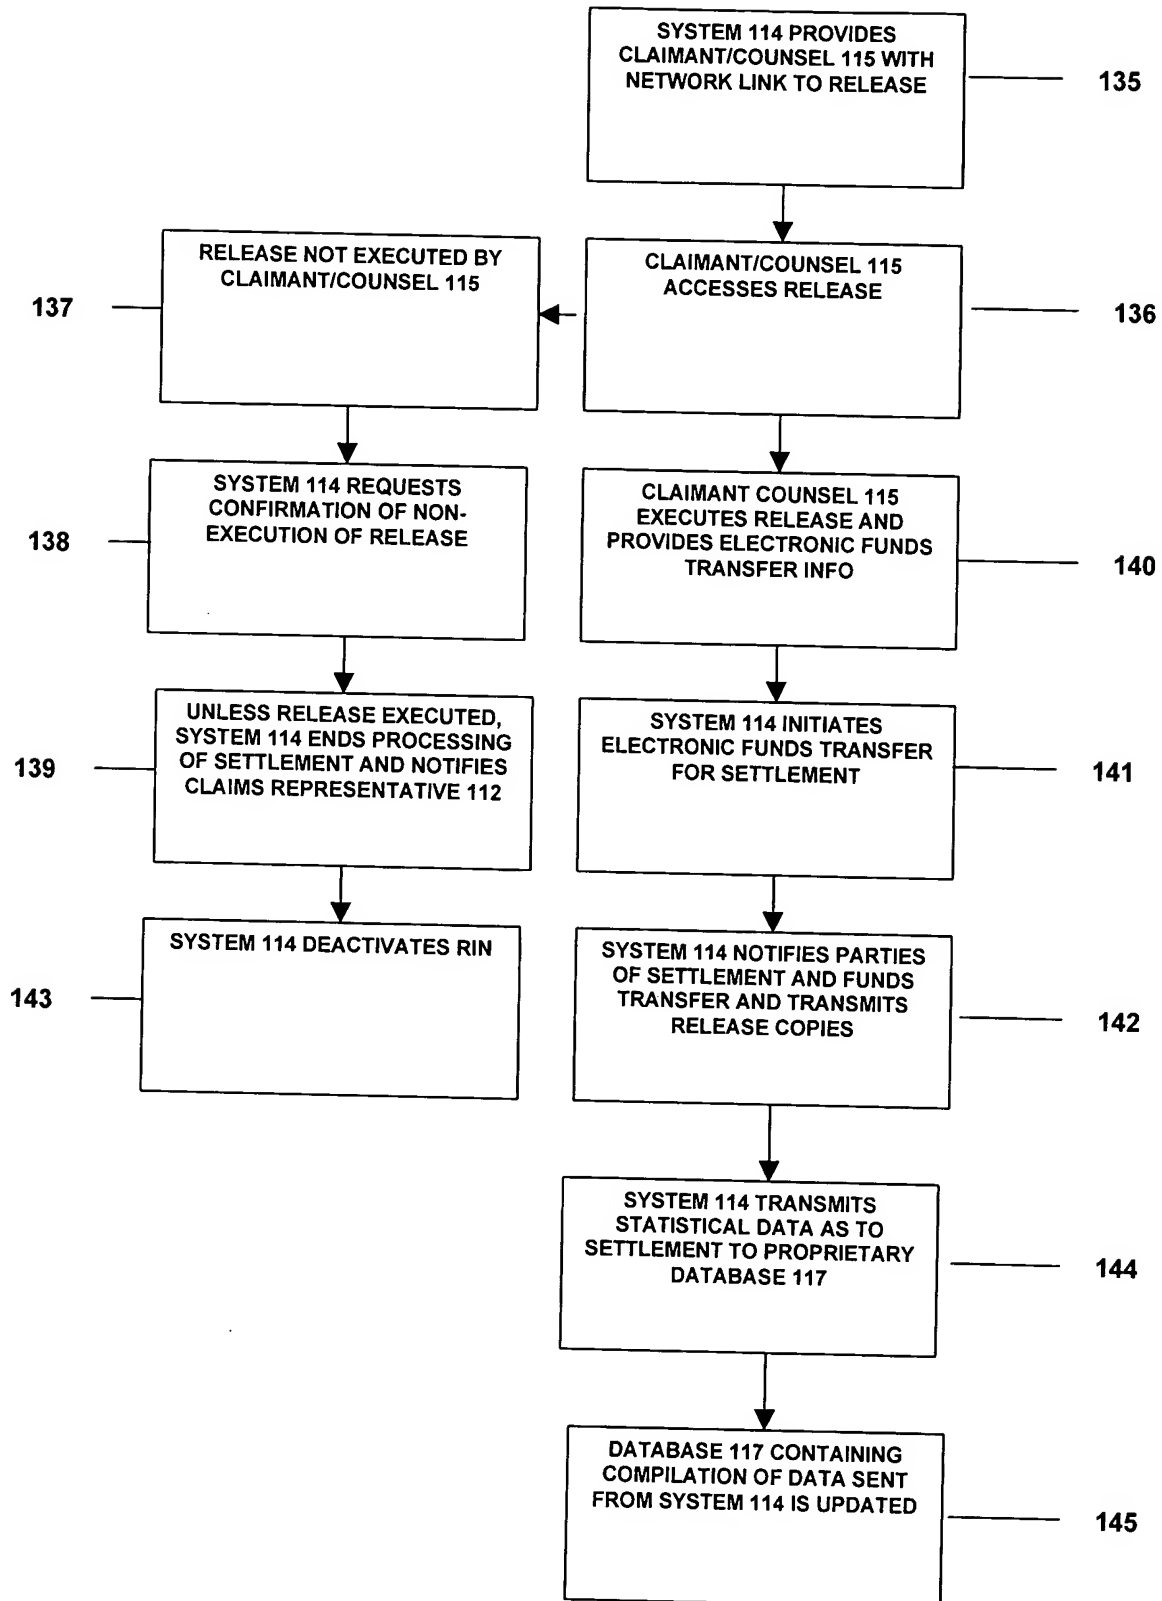 SYSTEM 114 PROVIDES
CLAIMANT/COUNSEL 115 WITH
NETWORK LINK TO RELEASE
135
RELEASE NOT EXECUTED BY
CLAIMANT/COUNSEL 115
137
CLAIMANT/COUNSEL 115
ACCESSES RELEASE
136
SYSTEM 114 REQUESTS
CONFIRMATION OF NON-
EXECUTION OF RELEASE
138
CLAIMANT COUNSEL 115
EXECUTES RELEASE AND
PROVIDES ELECTRONIC FUNDS
TRANSFER INFO
140
UNLESS RELEASE EXECUTED,
SYSTEM 114 ENDS PROCESSING
OF SETTLEMENT AND NOTIFIES
CLAIMS REPRESENTATIVE 112
139
SYSTEM 114 INITIATES
ELECTRONIC FUNDS TRANSFER
FOR SETTLEMENT
141
SYSTEM 114 DEACTIVATES RIN
143
SYSTEM 114 NOTIFIES PARTIES
OF SETTLEMENT AND FUNDS
TRANSFER AND TRANSMITS
RELEASE COPIES
142
SYSTEM 114 TRANSMITS
STATISTICAL DATA AS TO
SETTLEMENT TO PROPRIETARY
DATABASE 117
144
DATABASE 117 CONTAINING
COMPILATION OF DATA SENT
FROM SYSTEM 114 IS UPDATED
145